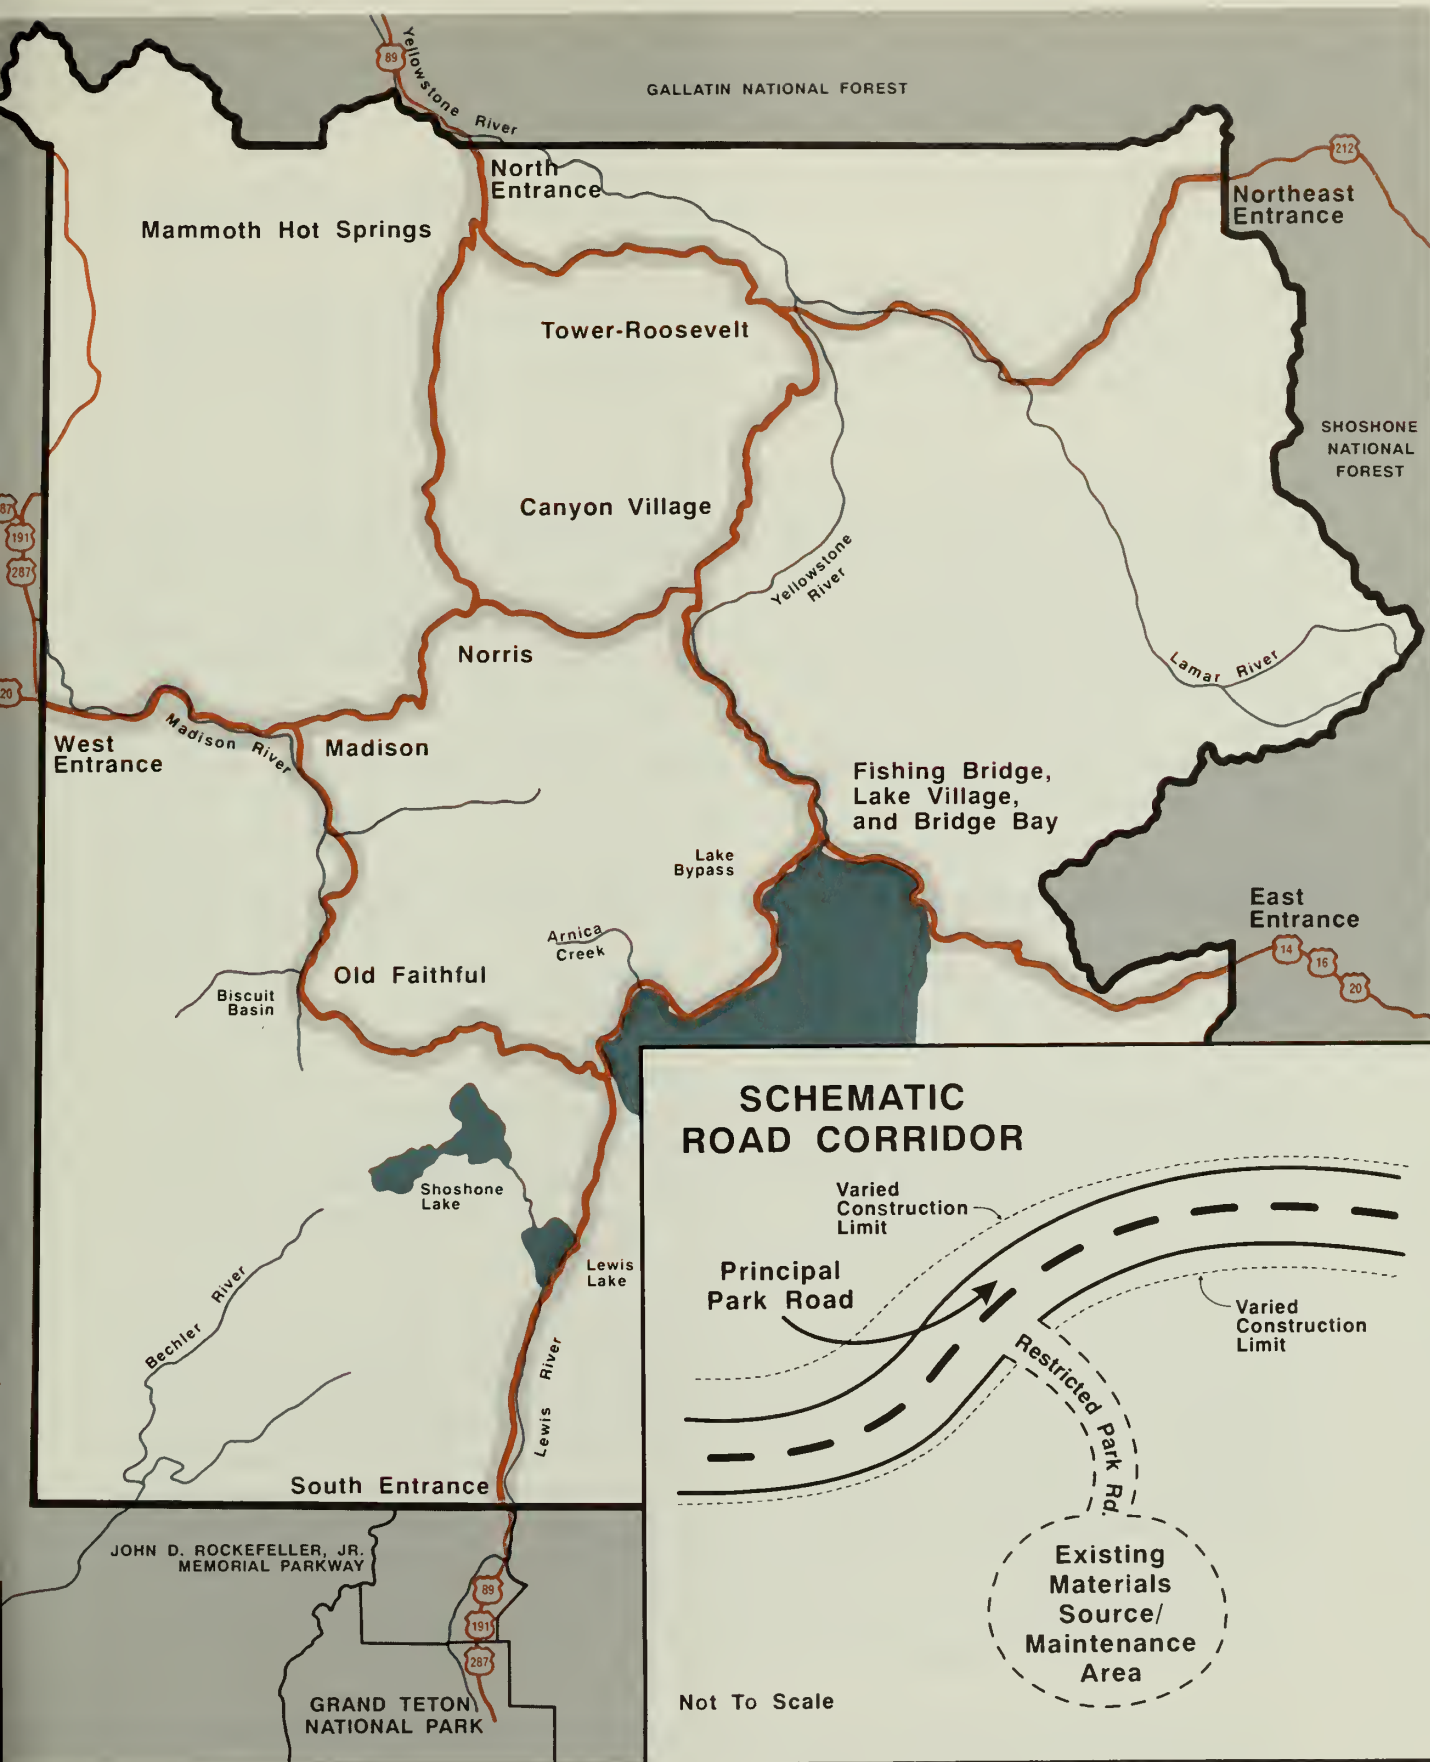 89
Yellowstone River
GALLATIN NATIONAL FOREST
212
North
Entrance
Northeast
Entrance
Mammoth Hot Springs
Tower-Roosevelt
SHOSHONE
NATIONAL
FOREST
Canyon Village
87
191
287
Yellowstone
River
Norris
Lamar River
20
West
Entrance
Madison River
Madison
Fishing Bridge,
Lake Village,
and Bridge Bay
Lake
Bypass
East
Entrance
14
16
20
Arnica
Creek
Old Faithful
Biscuit
Basin
Shoshone
Lake
Lewis
Lake
Bechler River
Lewis River
South Entrance
JOHN D. ROCKEFELLER, JR.
MEMORIAL PARKWAY
89
191
287
GRAND TETON
NATIONAL PARK
SCHEMATIC
ROAD CORRIDOR
Varied
Construction
Limit
Principal
Park Road
Varied
Construction
Limit
Restricted Park Rd.
Existing
Materials
Source/
Maintenance
Area
Not To Scale